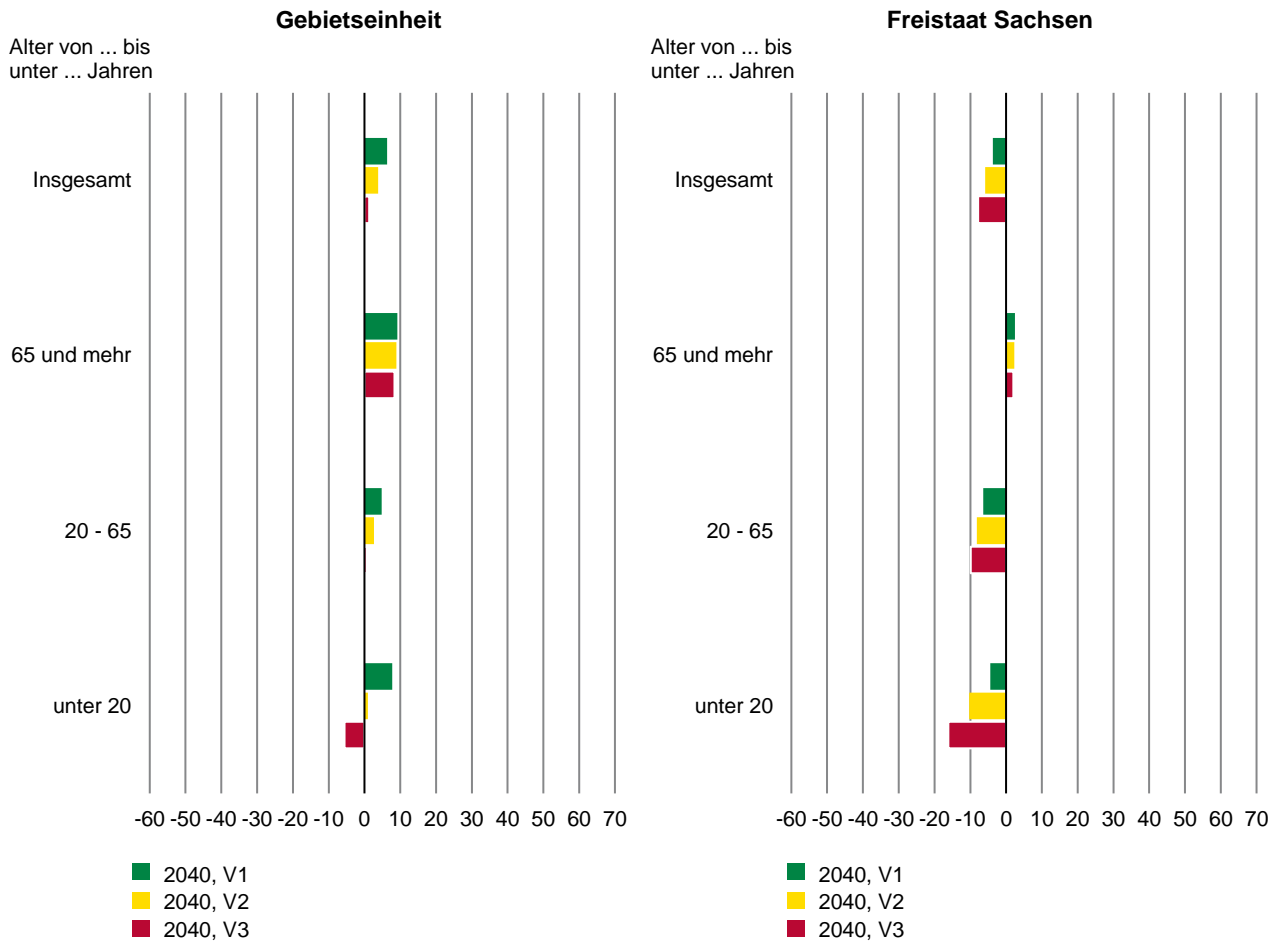 Gebietseinheit
Alter von ... bis
unter ... Jahren
Insgesamt
65 und mehr
20 - 65
unter 20
-60 -50 -40 -30 -20 -10 0 10 20 30 40 50 60 70
2040, V1
2040, V2
2040, V3
Freistaat Sachsen
Alter von ... bis
unter ... Jahren
Insgesamt
65 und mehr
20 - 65
unter 20
-60 -50 -40 -30 -20 -10 0 10 20 30 40 50 60 70
2040, V1
2040, V2
2040, V3